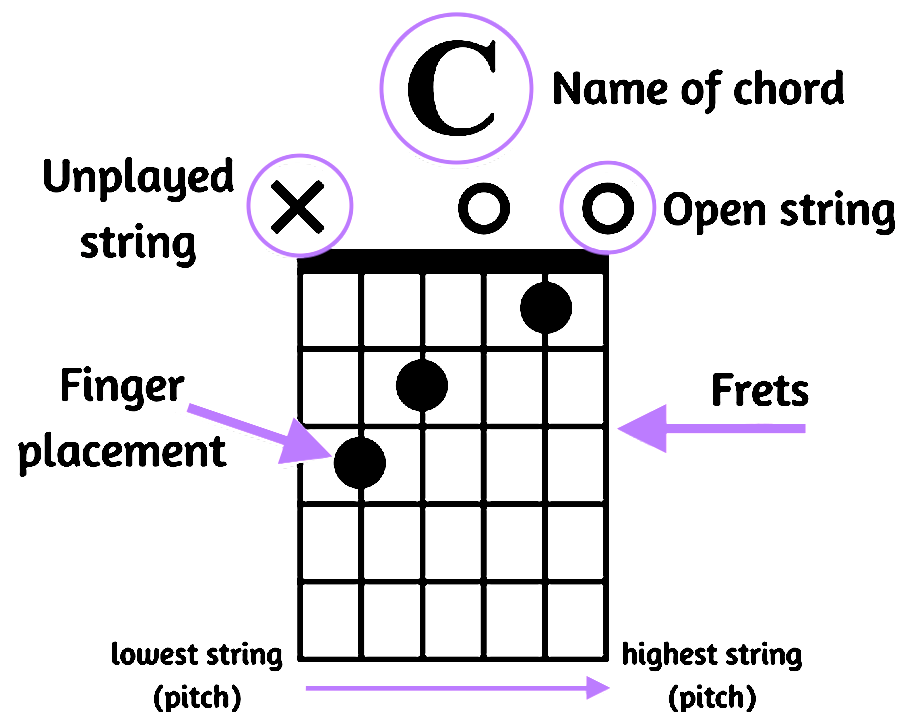 C
Name of chord
Unplayed
string
Open string
Finger
placement
Frets
lowest string
(pitch)
highest string
(pitch)